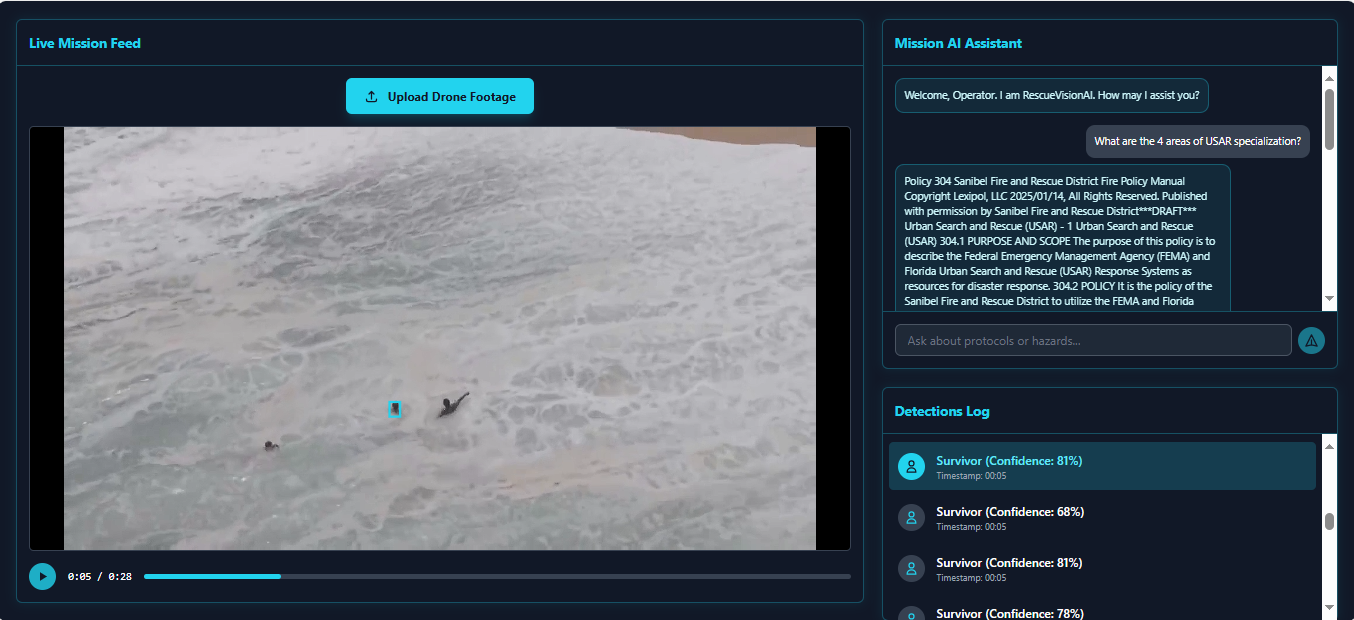 Live Mission Feed
Upload Drone Footage
0:05 / 0:28
Mission AI Assistant
Welcome, Operator. I am RescueVisionAI. How may I assist you?
What are the 4 areas of USAR specialization?
Policy 304 Sanibel Fire and Rescue District Fire Policy Manual
Copyright Lexipol, LLC 2025/01/14, All Rights Reserved. Published
with permission by Sanibel Fire and Rescue District***DRAFT***
Urban Search and Rescue (USAR) - 1 Urban Search and Rescue
(USAR) 304.1 PURPOSE AND SCOPE The purpose of this policy is to
describe the Federal Emergency Management Agency (FEMA) and
Florida Urban Search and Rescue (USAR) Response Systems as
resources for disaster response. 304.2 POLICY It is the policy of the
Sanibel Fire and Rescue District to utilize the FEMA and Florida
Ask about protocols or hazards...
Detections Log
Survivor (Confidence: 81%)
Timestamp: 00:05
Survivor (Confidence: 68%)
Timestamp: 00:05
Survivor (Confidence: 81%)
Timestamp: 00:05
Survivor (Confidence: 78%)